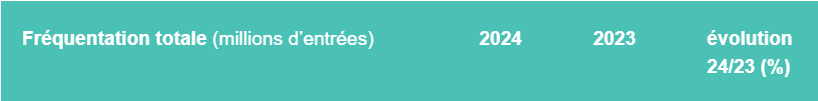 Fréquentation totale (millions d’entrées) 2024 2023 évolution
24/23 (%)